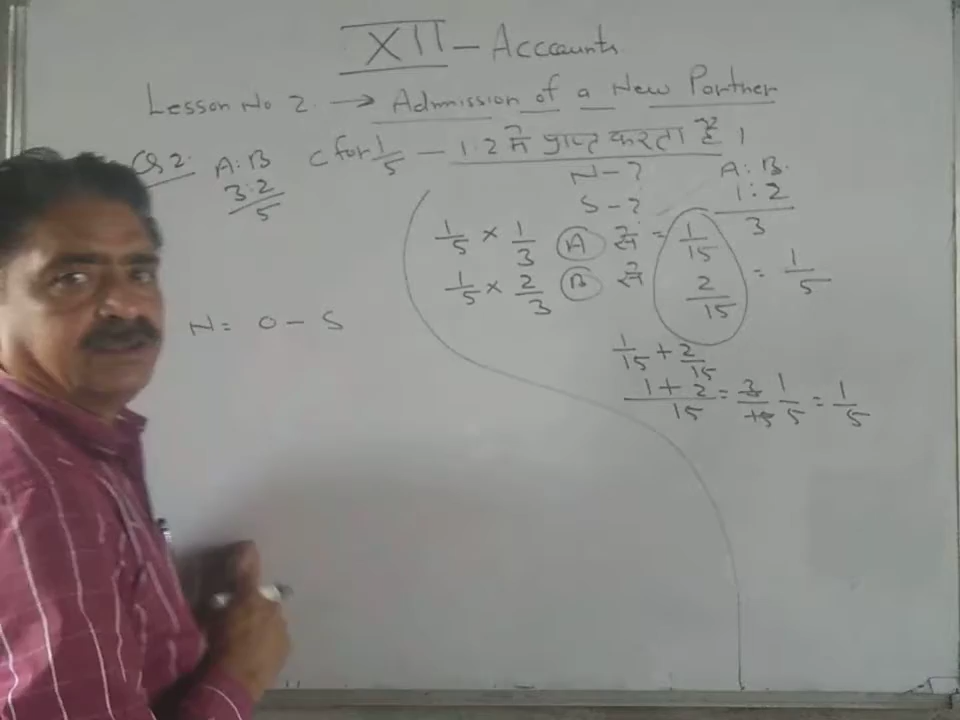 XII - Accounts
Lesson No 2. → Admission of a New Partner
Q 2. A:B C for 1/5 - 1:2 में प्राप्त करता है ।
3:2
5
N - ?
A : B.
S - ?
1 : 2
3
1/5 × 1/3 (A) से = 1/15
1/5 × 2/3 (B) से 2/15 = 1/5
N = O - S
1/15 + 2/15
1 + 2/15 = 3/15 1/5 = 1/5